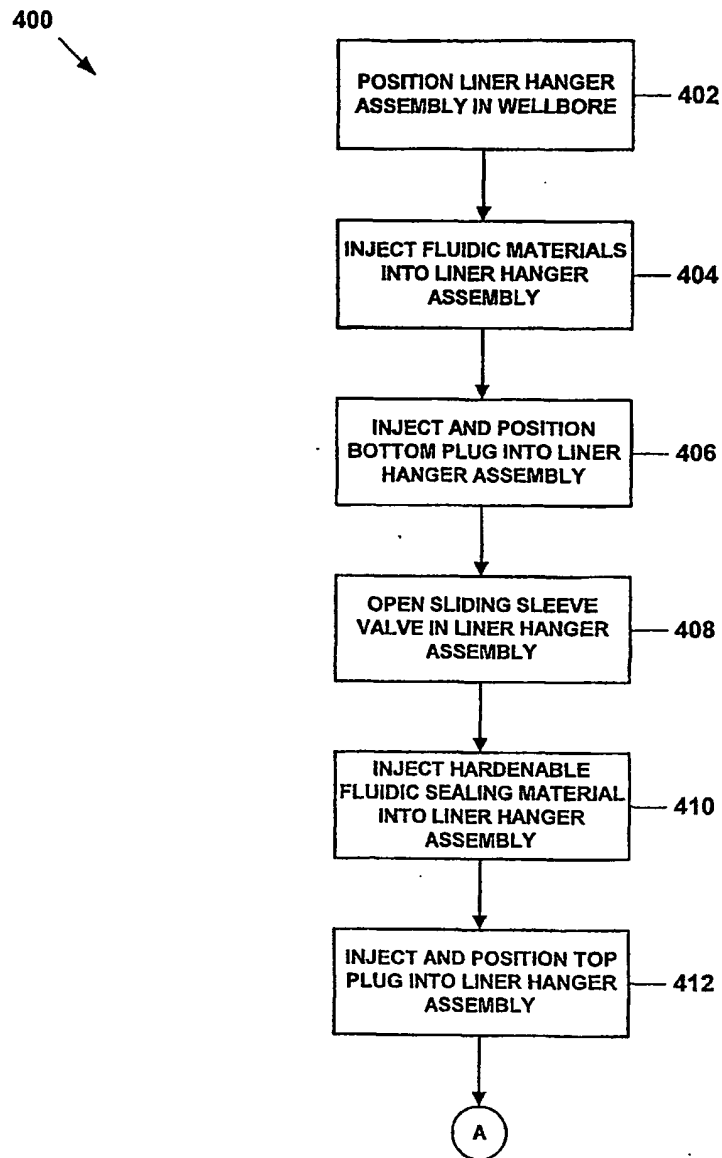 400
POSITION LINER HANGER
ASSEMBLY IN WELLBORE
402
INJECT FLUIDIC MATERIALS
INTO LINER HANGER
ASSEMBLY
404
INJECT AND POSITION
BOTTOM PLUG INTO LINER
HANGER ASSEMBLY
406
OPEN SLIDING SLEEVE
VALVE IN LINER HANGER
ASSEMBLY
408
INJECT HARDENABLE
FLUIDIC SEALING MATERIAL
INTO LINER HANGER
ASSEMBLY
410
INJECT AND POSITION TOP
PLUG INTO LINER HANGER
ASSEMBLY
412
A